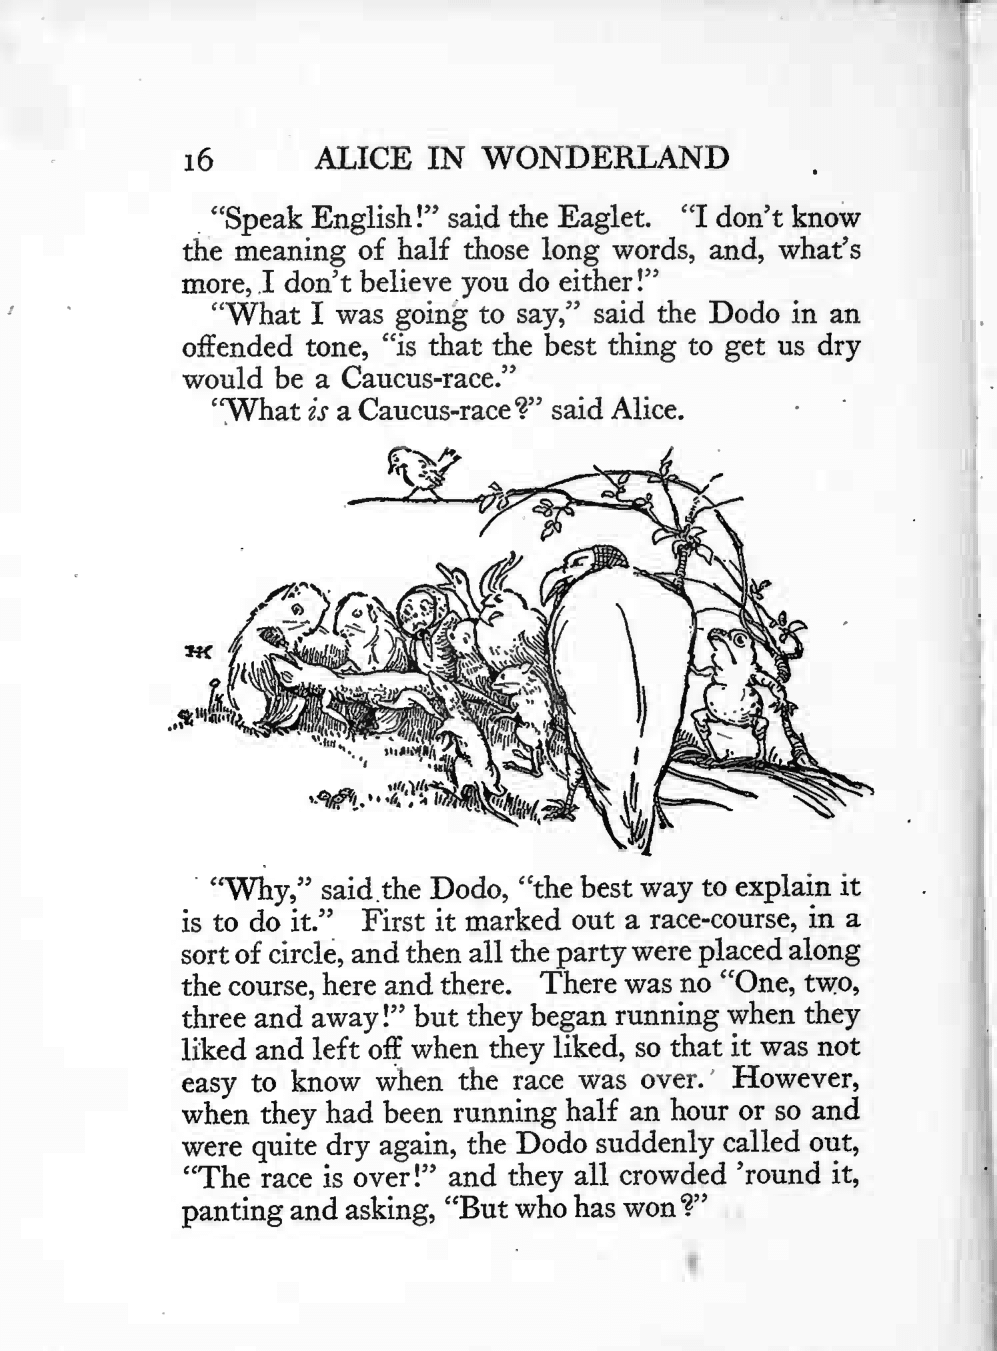 16 ALICE IN WONDERLAND
“Speak English!” said the Eaglet. “I don’t know
the meaning of half those long words, and, what’s
more, I don’t believe you do either!”
“What I was going to say,” said the Dodo in an
offended tone, “is that the best thing to get us dry
would be a Caucus-race.”
“What is a Caucus-race?” said Alice.
“Why,” said the Dodo, “the best way to explain it
is to do it.” First it marked out a race-course, in a
sort of circle, and then all the party were placed along
the course, here and there. There was no “One, two,
three and away!” but they began running when they
liked and left off when they liked, so that it was not
easy to know when the race was over. However,
when they had been running half an hour or so and
were quite dry again, the Dodo suddenly called out,
“The race is over!” and they all crowded ’round it,
panting and asking, “But who has won?”